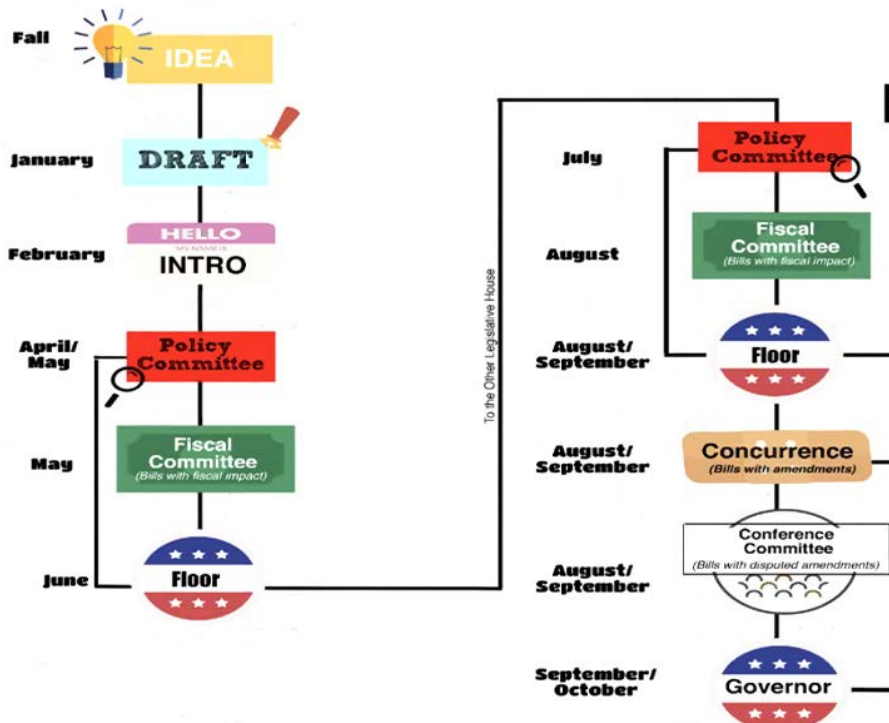 Fall
IDEA
January
DRAFT
February
HELLO
MY NAME IS
INTRO
April/
May
Policy
Committee
May
Fiscal
Committee
(Bills with fiscal impact)
June
Floor
To the Other Legislative House
July
Policy
Committee
August
Fiscal
Committee
(Bills with fiscal impact)
August/
September
Floor
August/
September
Concurrence
(Bills with amendments)
August/
September
Conference
Committee
(Bills with disputed amendments)
September/
October
Governor